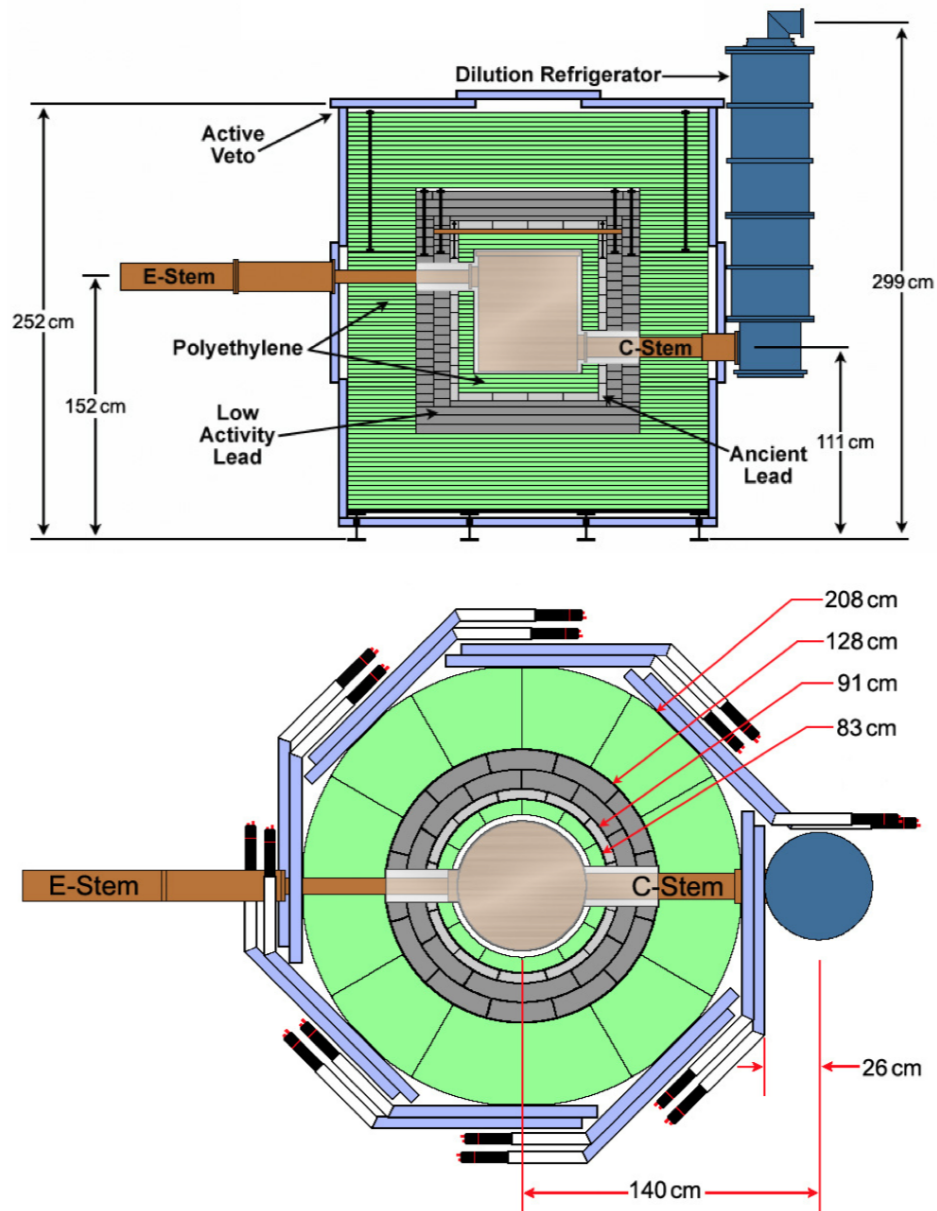 Dilution Refrigerator
Active
Veto
E-Stem
299 cm
252 cm
Polyethylene
C-Stem
152 cm
Low
Activity
Lead
Ancient
Lead
111 cm
208 cm
128 cm
91 cm
83 cm
E-Stem
C-Stem
26 cm
140 cm